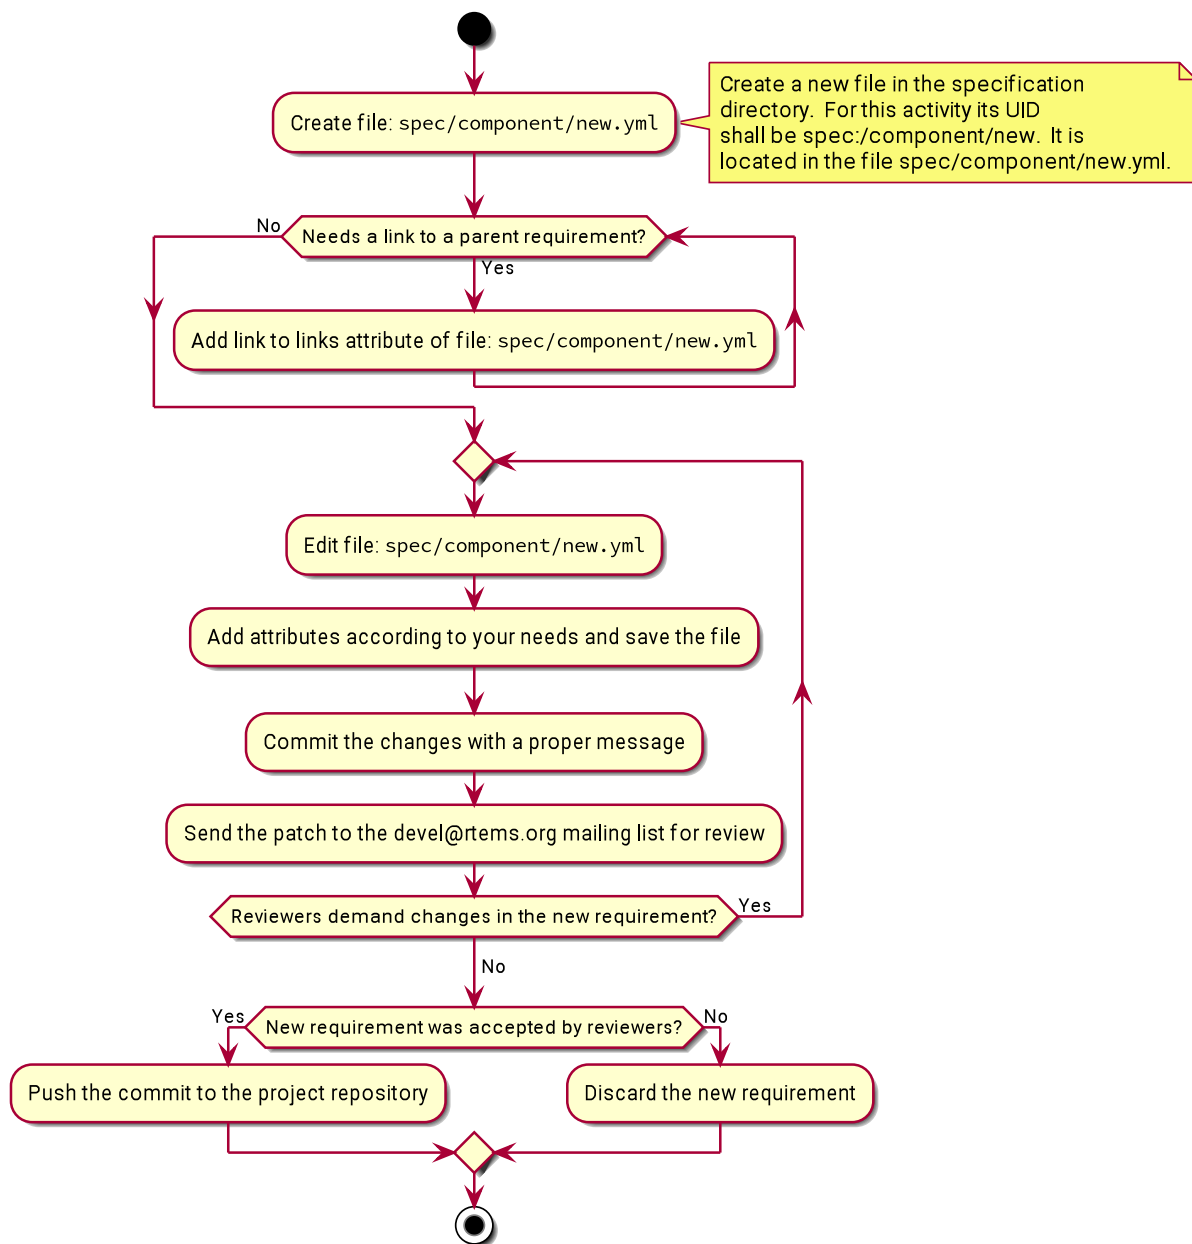 Create file: spec/component/new.yml
Create a new file in the specification
directory.  For this activity its UID
shall be spec:/component/new.  It is
located in the file spec/component/new.yml.
No
Needs a link to a parent requirement?
Yes
Add link to links attribute of file: spec/component/new.yml
Edit file: spec/component/new.yml
Add attributes according to your needs and save the file
Commit the changes with a proper message
Send the patch to the devel@rtems.org mailing list for review
Reviewers demand changes in the new requirement?
Yes
No
Yes
New requirement was accepted by reviewers?
No
Push the commit to the project repository
Discard the new requirement